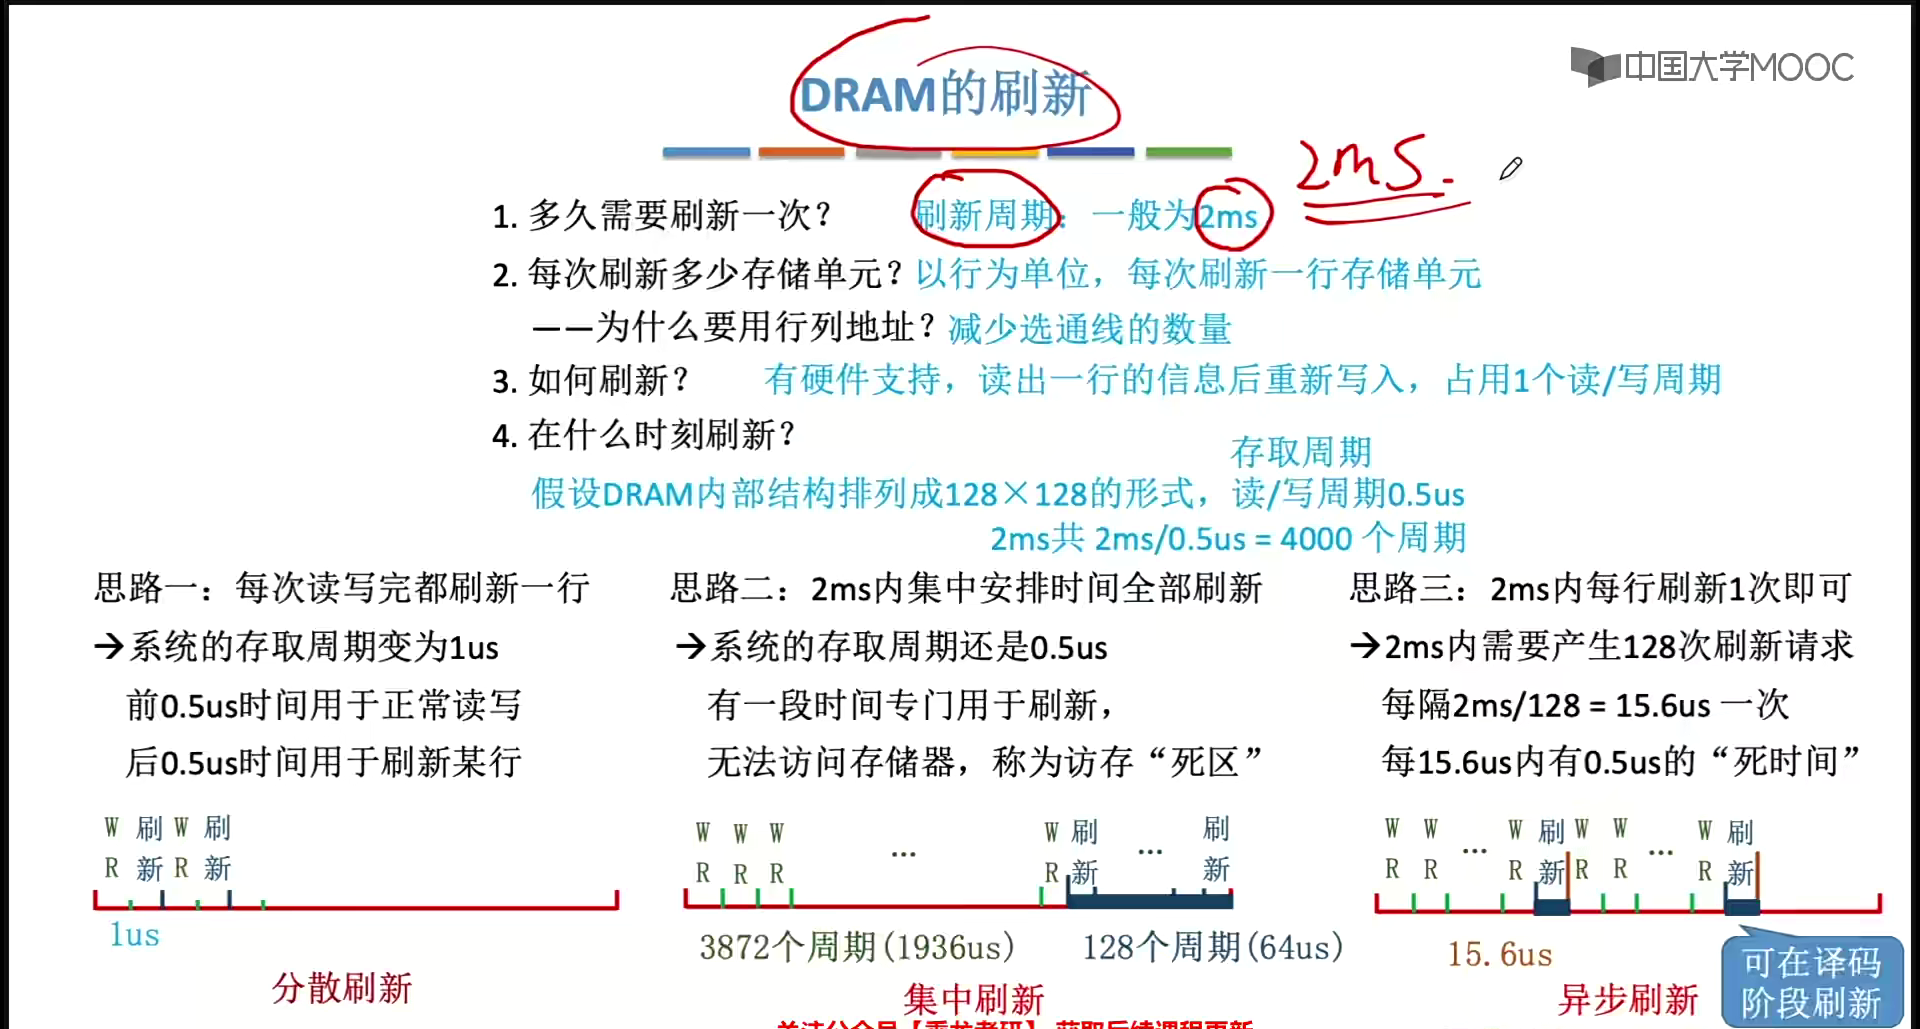 中国大学MOOC
DRAM的刷新
2ms.
1. 多久需要刷新一次？ 刷新周期：一般为2ms
2. 每次刷新多少存储单元？以行为单位，每次刷新一行存储单元
——为什么要用行列地址？减少选通线的数量
3. 如何刷新？ 有硬件支持，读出一行的信息后重新写入，占用1个读/写周期
4. 在什么时刻刷新？
存取周期
假设DRAM内部结构排列成128×128的形式，读/写周期0.5us
2ms共 2ms/0.5us = 4000 个周期
思路一：每次读写完都刷新一行
→系统的存取周期变为1us
前0.5us时间用于正常读写
后0.5us时间用于刷新某行
W 刷 W 刷
R 新 R 新
1us
分散刷新
思路二：2ms内集中安排时间全部刷新
→系统的存取周期还是0.5us
有一段时间专门用于刷新，
无法访问存储器，称为访存“死区”
W W W ... W 刷 ... 刷
R R R R 新 新
3872个周期(1936us) 128个周期(64us)
集中刷新
思路三：2ms内每行刷新1次即可
→2ms内需要产生128次刷新请求
每隔2ms/128 = 15.6us 一次
每15.6us内有0.5us的“死时间”
W W ... W 刷 W W ... W 刷
R R R 新 R R R 新
15.6us
异步刷新
可在译码
阶段刷新